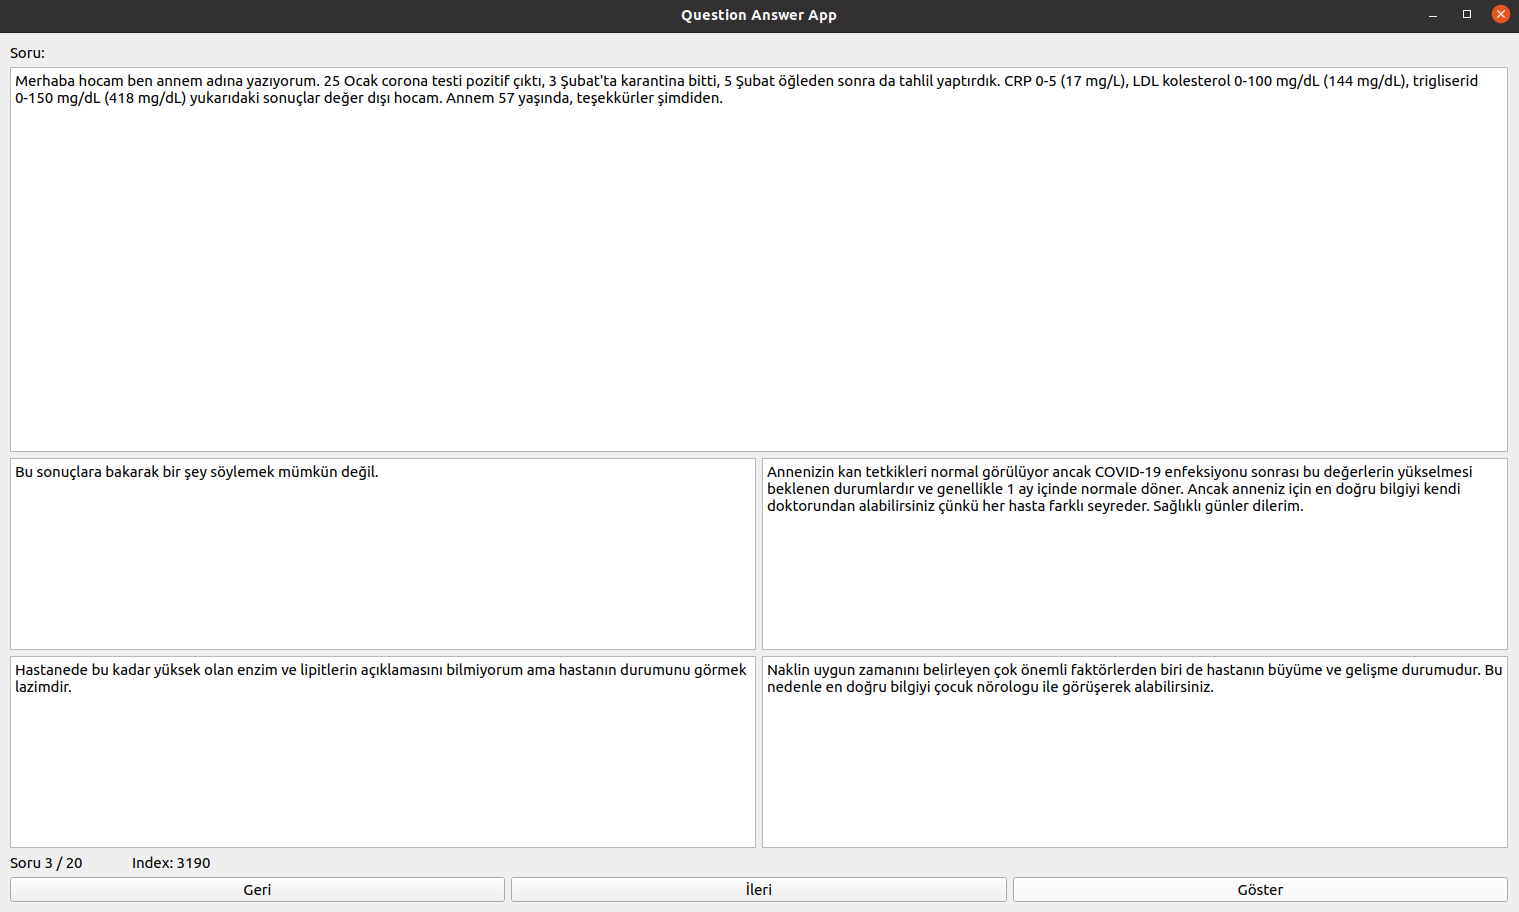 Question Answer App
Soru:
Merhaba hocam ben annem adına yazıyorum. 25 Ocak corona testi pozitif çıktı, 3 Şubat'ta karantina bitti, 5 Şubat öğleden sonra da tahlil yaptırdık. CRP 0-5 (17 mg/L), LDL kolesterol 0-100 mg/dL (144 mg/dL), trigliserid
0-150 mg/dL (418 mg/dL) yukarıdaki sonuçlar değer dışı hocam. Annem 57 yaşında, teşekkürler şimdiden.
Bu sonuçlara bakarak bir şey söylemek mümkün değil.
Annenizin kan tetkikleri normal görülüyor ancak COVID-19 enfeksiyonu sonrası bu değerlerin yükselmesi
beklenen durumlardır ve genellikle 1 ay içinde normale döner. Ancak anneniz için en doğru bilgiyi kendi
doktorundan alabilirsiniz çünkü her hasta farklı seyreder. Sağlıklı günler dilerim.
Hastanede bu kadar yüksek olan enzim ve lipitlerin açıklamasını bilmiyorum ama hastanın durumunu görmek
lazimdir.
Naklin uygun zamanını belirleyen çok önemli faktörlerden biri de hastanın büyüme ve gelişme durumudur. Bu
nedenle en doğru bilgiyi çocuk nörologu ile görüşerek alabilirsiniz.
Soru 3 / 20 Index: 3190
Geri İleri Göster